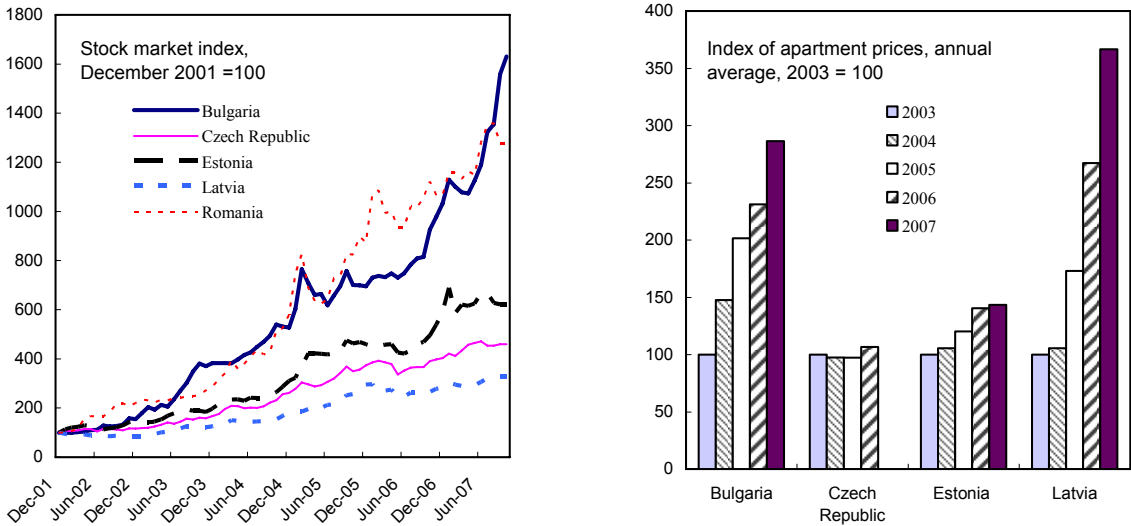 1800
1600
1400
1200
1000
800
600
400
200
0
Stock market index,
December 2001 =100
Bulgaria
Czech Republic
Estonia
Latvia
Romania
Dec-01
Jun-02
Dec-02
Jun-03
Dec-03
Jun-04
Dec-04
Jun-05
Dec-05
Jun-06
Dec-06
Jun-07
400
350
300
250
200
150
100
50
0
Index of apartment prices, annual
average, 2003 = 100
2003
2004
2005
2006
2007
Bulgaria
Czech
Republic
Estonia
Latvia